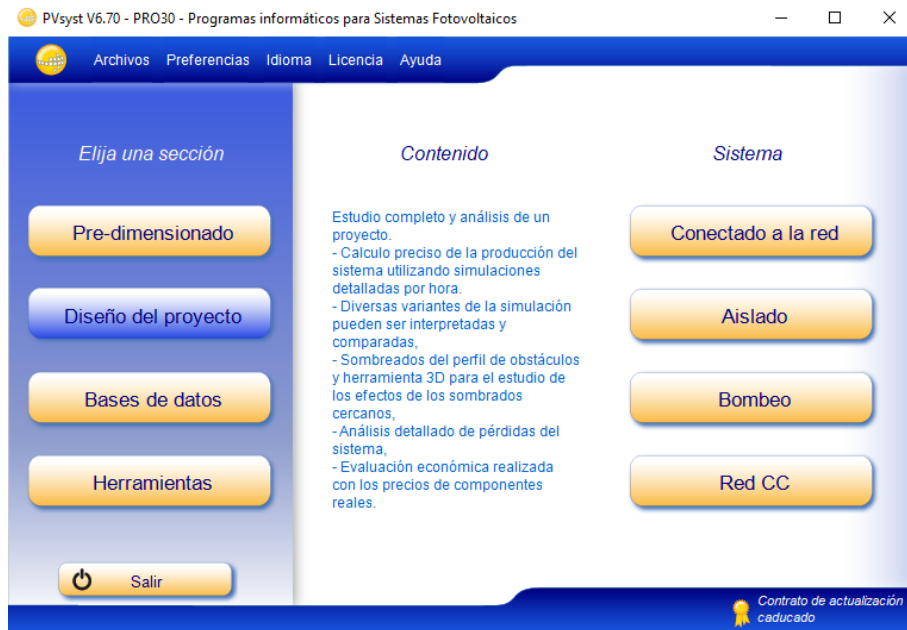 PVsyst V6.70 - PRO30 - Programas informáticos para Sistemas Fotovoltaicos
Archivos Preferencias Idioma Licencia Ayuda
Elija una sección
Pre-dimensionado
Diseño del proyecto
Bases de datos
Herramientas
Salir
Contenido
Estudio completo y análisis de un
proyecto.
- Calculo preciso de la producción del
sistema utilizando simulaciones
detalladas por hora.
- Diversas variantes de la simulación
pueden ser interpretadas y
comparadas,
- Sombreados del perfil de obstáculos
y herramienta 3D para el estudio de
los efectos de los sombrados
cercanos,
- Análisis detallado de pérdidas del
sistema,
- Evaluación económica realizada
con los precios de componentes
reales.
Sistema
Conectado a la red
Aislado
Bombeo
Red CC
Contrato de actualización
caducado